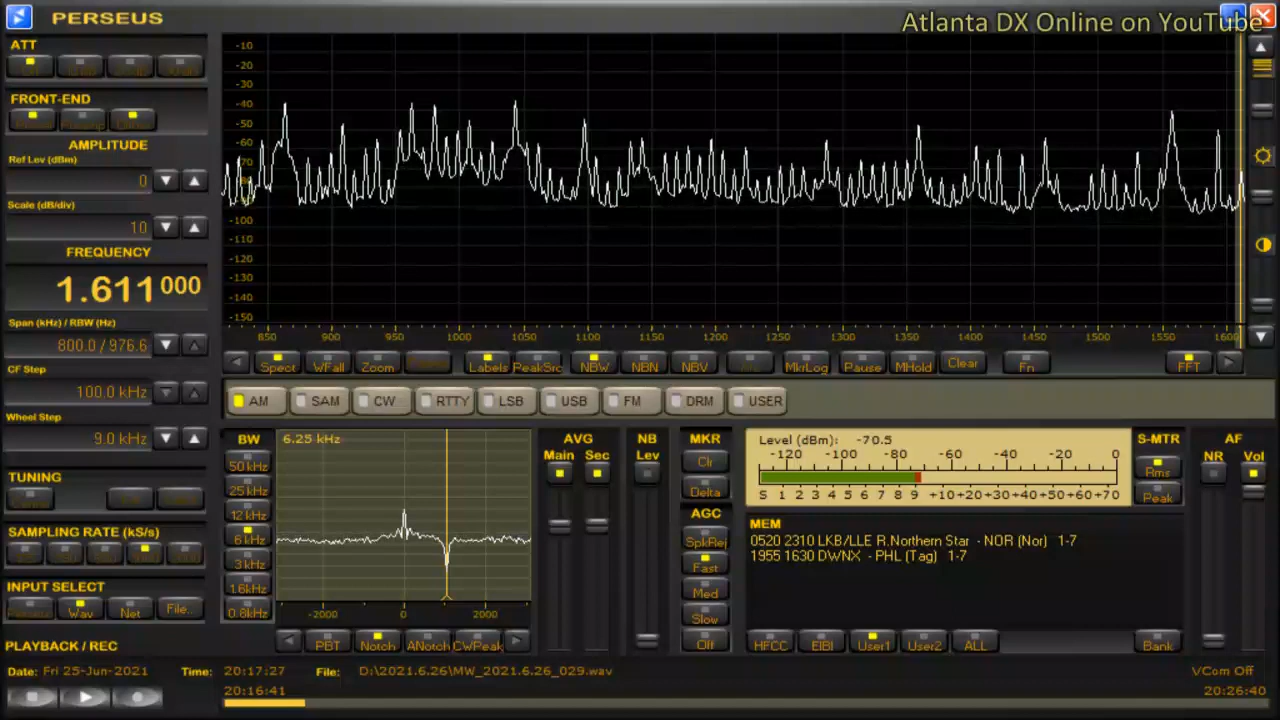 PERSEUS
Atlanta DX Online on YouTube
ATT
FRONT-END
AMPLITUDE
Ref Lev (dBm)
0
Scale (dB/div)
10
FREQUENCY
1.611 000
Span (kHz) / RBW (Hz)
800.0 / 976.6
CF Step
100.0 kHz
Wheel Step
9.0 kHz
TUNING
SAMPLING RATE (kS/s)
INPUT SELECT
Wav Net File..
PLAYBACK / REC
-10
-20
-30
-40
-50
-60
-70
-80
-90
-100
-110
-120
-130
-140
-150
850 900 950 1000 1050 1100 1150 1200 1250 1300 1350 1400 1450 1500 1550 1600
Spect WFall Zoom Labels PeakSrc NBW NBN NBV MkrLog Pause MHold Clear Fn FFT
AM SAM CW RTTY LSB USB FM DRM USER
BW
50 kHz
25 kHz
12 kHz
6 kHz
3 kHz
1.6kHz
0.8kHz
6.25 kHz
-2000 0 2000
PBT Notch ANotch CWPeak
AVG
Main Sec
NB
Lev
MKR
Clr
Delta
AGC
SpkRej
Fast
Med
Slow
Off
Level (dBm): -70.5
-120 -100 -80 -60 -40 -20 0
S 1 2 3 4 5 6 7 8 9 +10+20+30+40+50+60+70
S-MTR
Rms
Peak
AF
NR Vol
MEM
0520 2310 LKB/LLE R.Northern Star - NOR (Nor) 1-7
1955 1630 DWNX - PHL (Tag) 1-7
HFCC EIBI User1 User2 ALL Bank
Date: Fri 25-Jun-2021 Time: 20:17:27 File: D:\2021.6.26\MW_2021.6.26_029.wav VCom Off
20:16:41 20:26:40